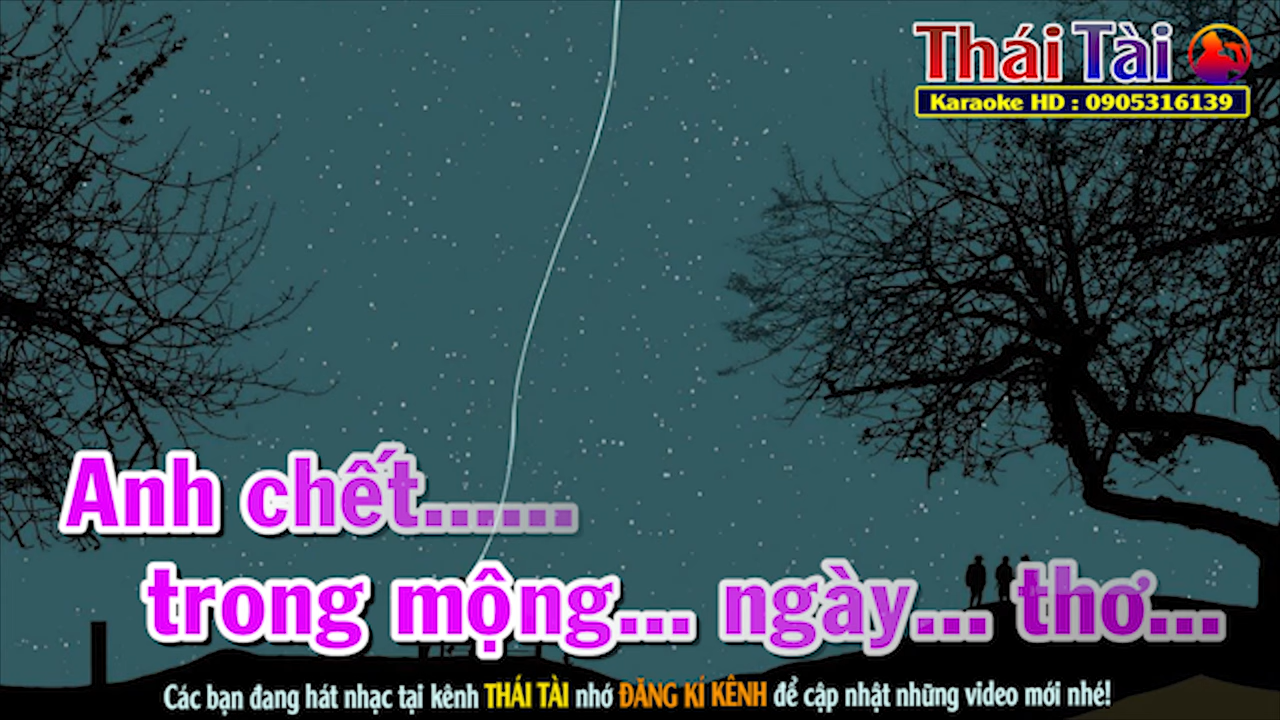 Thái Tài
Karaoke HD : 0905316139
Anh chết......
trong mộng... ngày... thơ...
Các bạn đang hát nhạc tại kênh THÁI TÀI nhớ ĐĂNG KÍ KÊNH để cập nhật những video mới nhé!